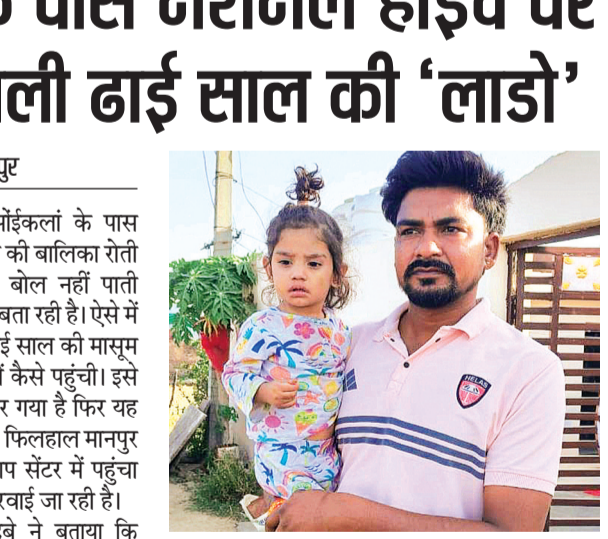 के पास नेशनल हाईवे पर
ली ढाई साल की ‘लाडो’
पुर
के पास
की बालिका रोती
बोल नहीं पाती
बता रही है। ऐसे में
ई साल की मासूम
कैसे पहुंची। इसे
र गया है फिर यह
फिलहाल मानपुर
प सेंटर में पहुंचा
रवाई जा रही है।
बे ने बताया कि
HELAS